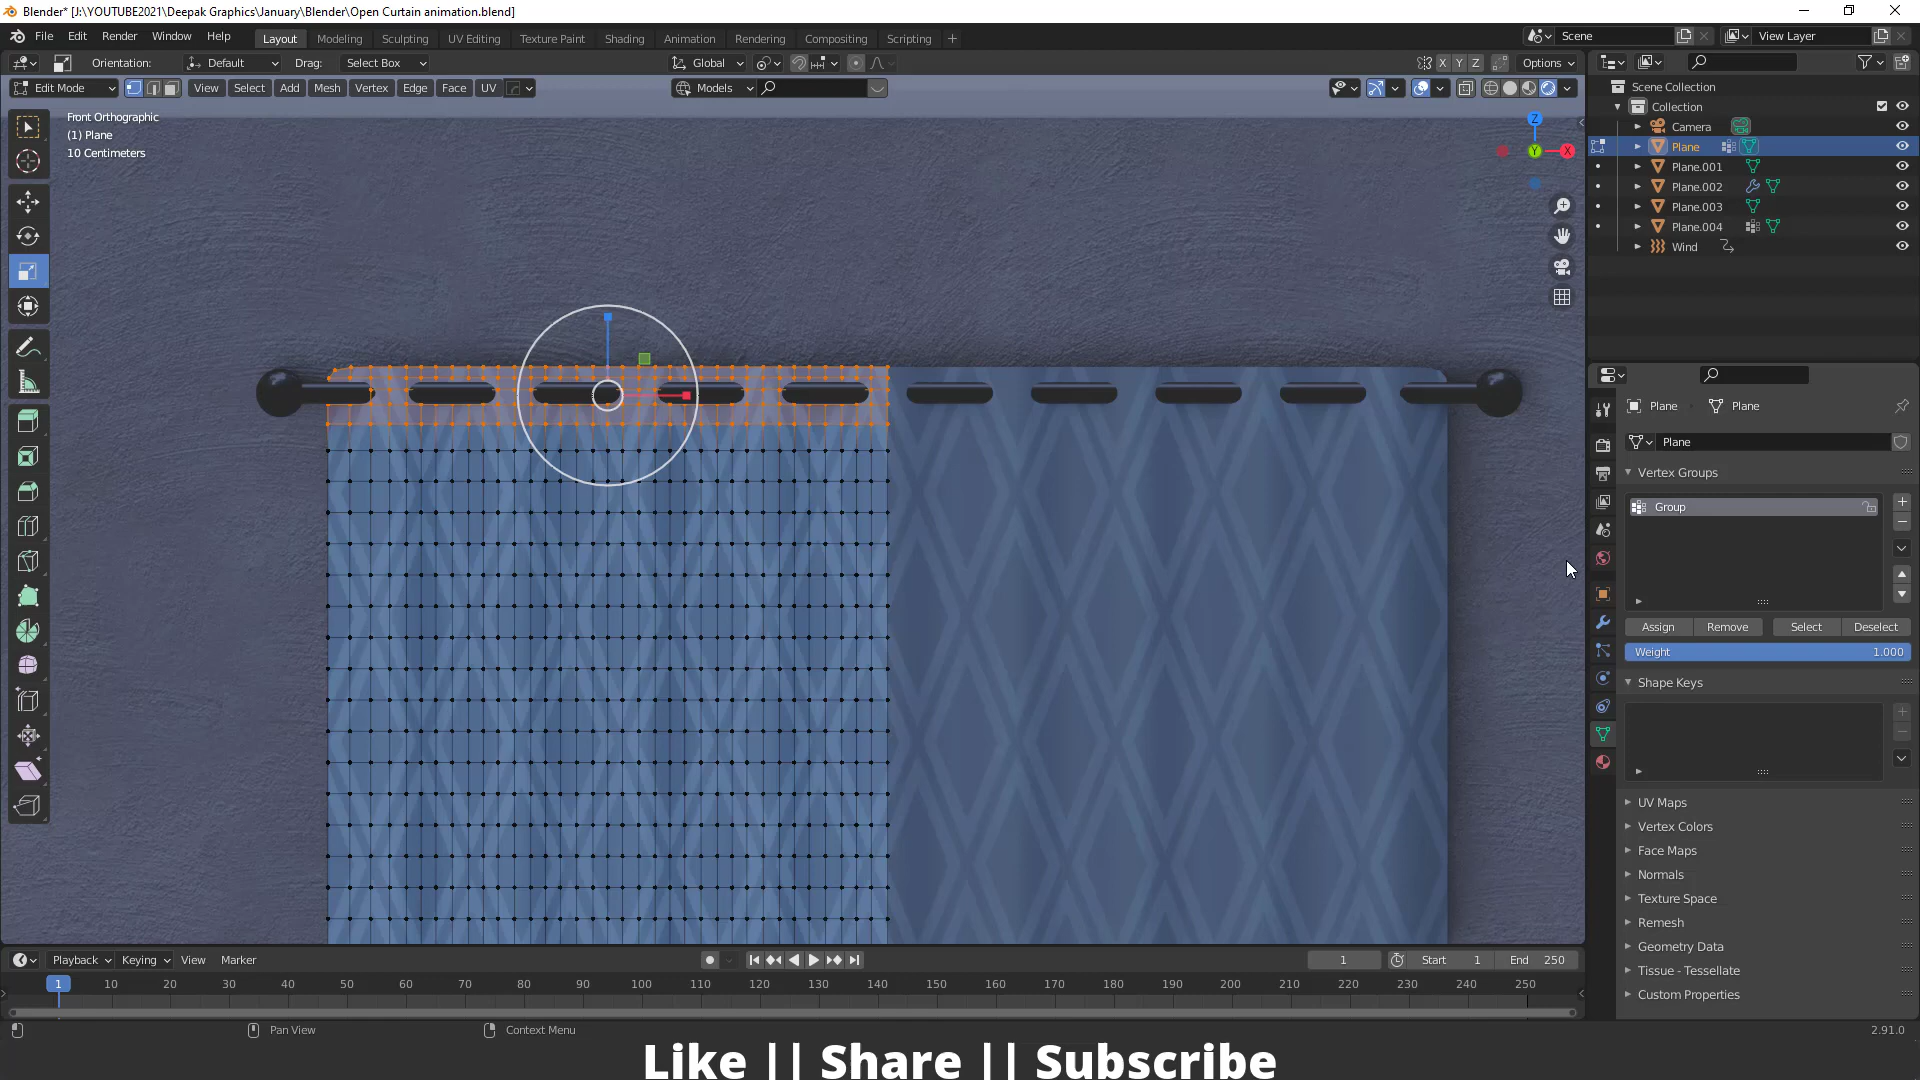 Blender* [J:\YOUTUBE2021\Deepak Graphics\January\Blender\Open Curtain animation.blend]
File Edit Render Window Help Layout Modeling Sculpting UV Editing Texture Paint Shading Animation Rendering Compositing Scripting + Scene View Layer
Orientation: Default Drag: Select Box Global X Y Z Options
Edit Mode View Select Add Mesh Vertex Edge Face UV Models
Front Orthographic
(1) Plane
10 Centimeters
Z
Y
X
Scene Collection
Collection
Camera
Plane
Plane.001
Plane.002
Plane.003
Plane.004
Wind
Plane Plane
Plane
Vertex Groups
Group
Assign Remove Select Deselect
Weight 1.000
Shape Keys
UV Maps
Vertex Colors
Face Maps
Normals
Texture Space
Remesh
Geometry Data
Tissue - Tessellate
Custom Properties
Playback Keying View Marker 1 Start 1 End 250
1 10 20 30 40 50 60 70 80 90 100 110 120 130 140 150 160 170 180 190 200 210 220 230 240 250
Pan View Context Menu 2.91.0
Like || Share || Subscribe